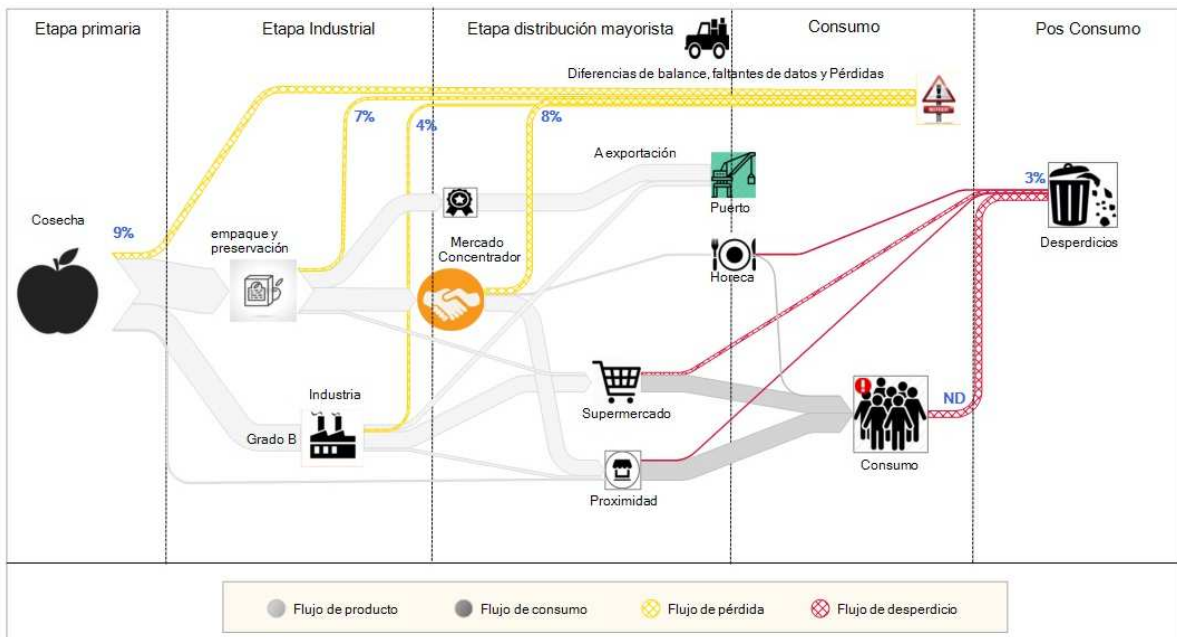 Etapa primaria
Etapa Industrial
Etapa distribución mayorista
Consumo
Pos Consumo
Diferencias de balance, faltantes de datos y Pérdidas
7%
4%
8%
A exportación
3%
Cosecha
9%
empaque y
preservación
Puerto
Mercado
Concentrador
Desperdicios
Horeca
Industria
Supermercado
ND
Grado B
Consumo
Proximidad
Flujo de producto
Flujo de consumo
Flujo de pérdida
Flujo de desperdicio